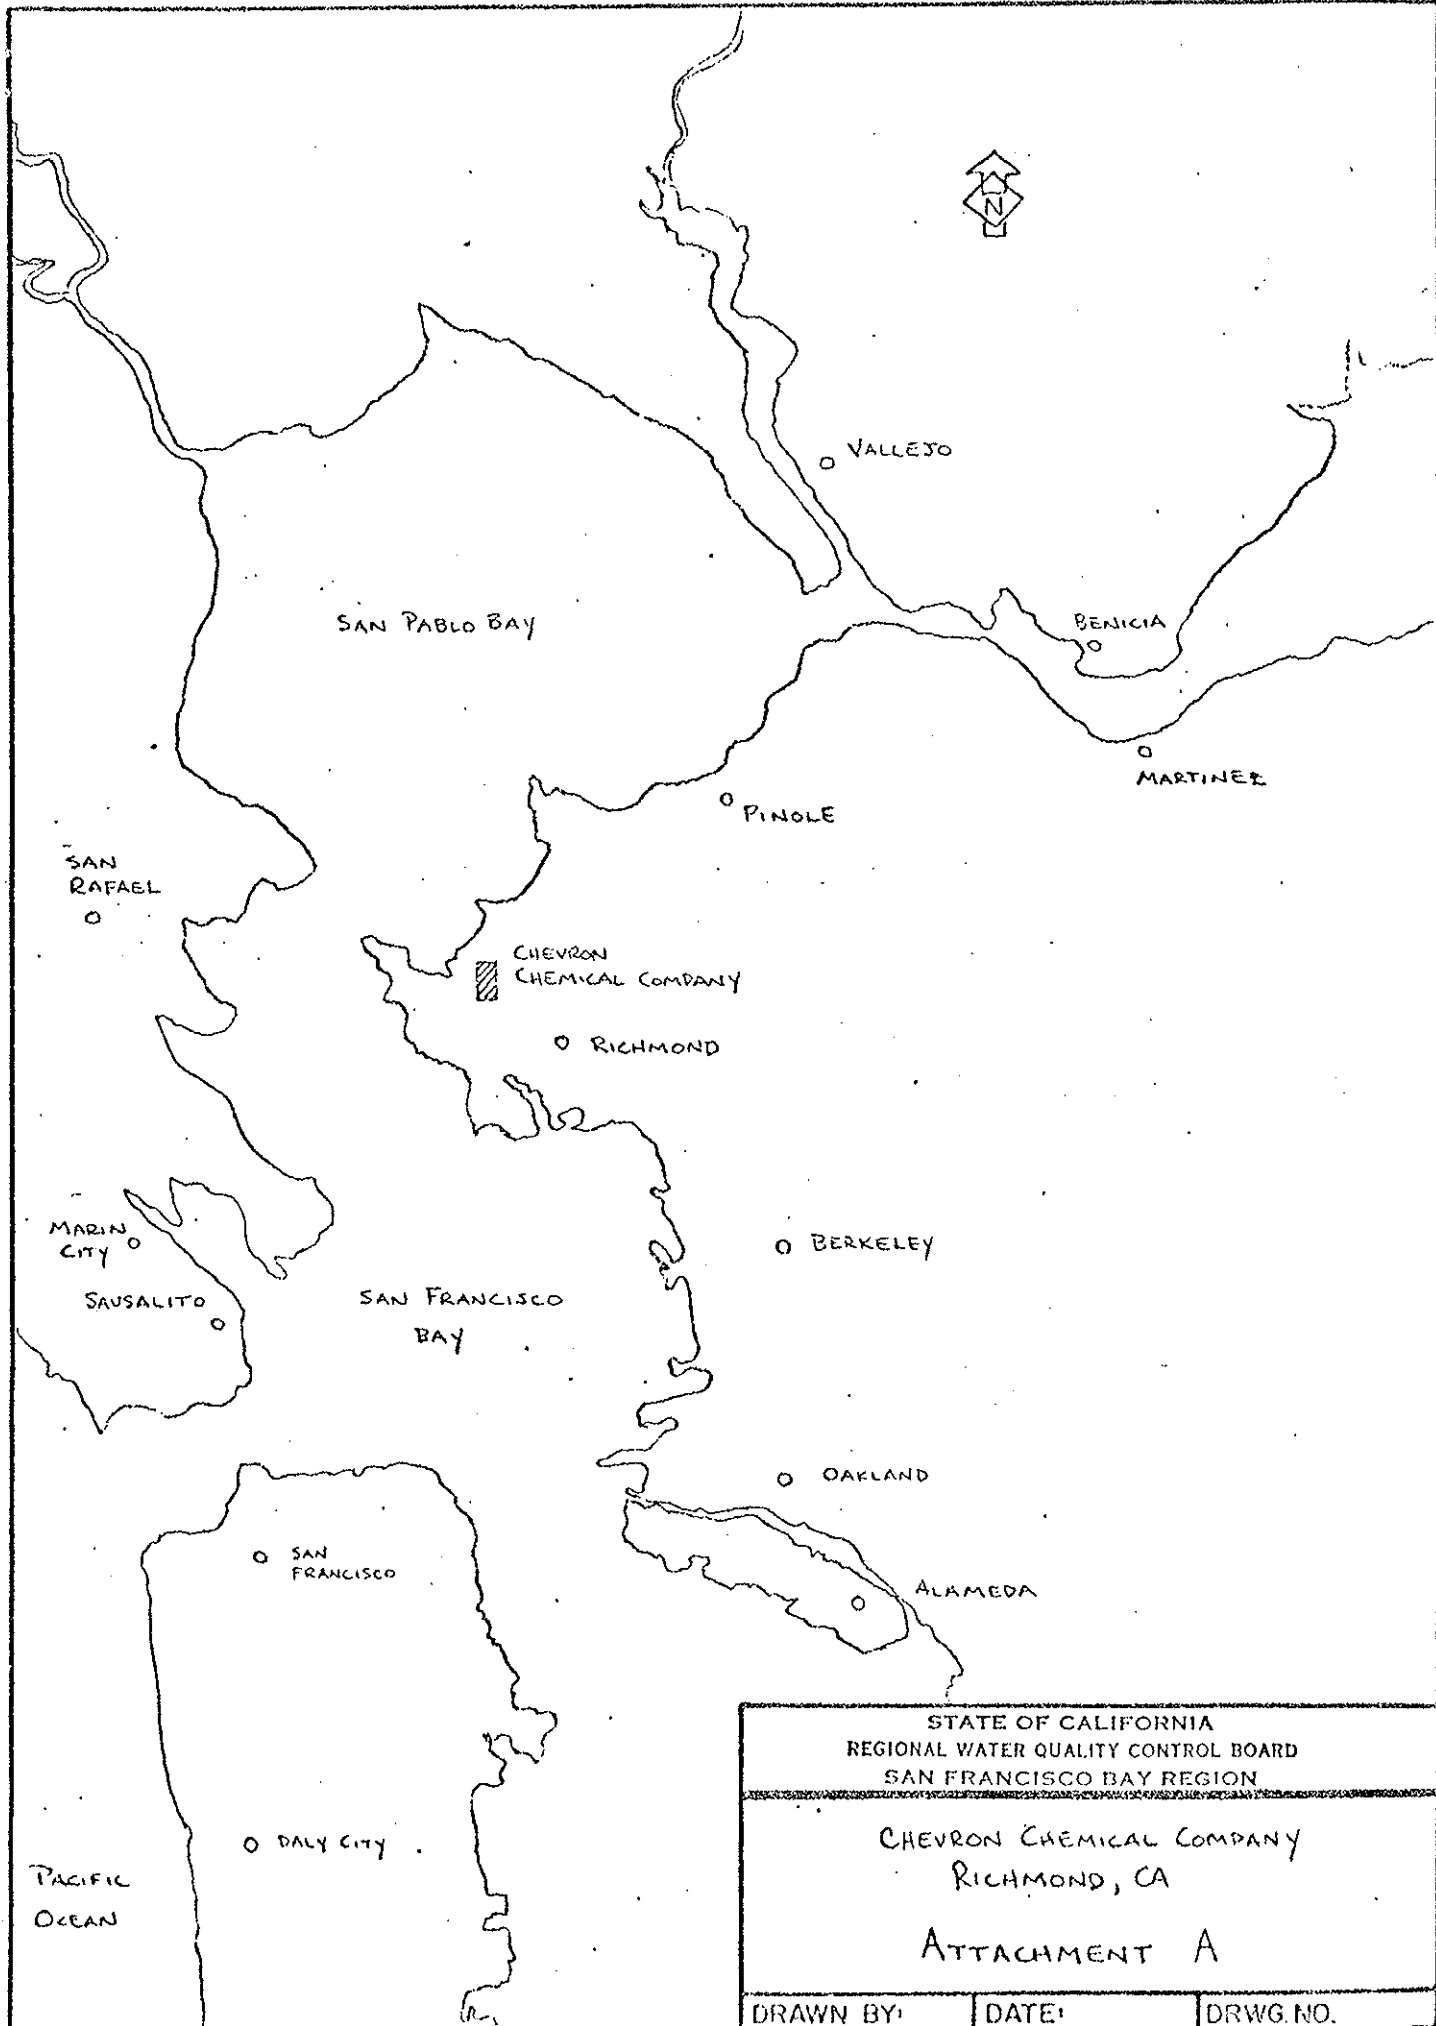 N
VALLEJO
SAN PABLO BAY
BENICIA
MARTINEZ
PINOLE
SAN
RAFAEL
CHEVRON
CHEMICAL COMPANY
RICHMOND
MARIN
CITY
BERKELEY
SAUSALITO
SAN FRANCISCO
BAY
OAKLAND
SAN
FRANCISCO
ALAMEDA
DALY CITY
PACIFIC
OCEAN
STATE OF CALIFORNIA
REGIONAL WATER QUALITY CONTROL BOARD
SAN FRANCISCO BAY REGION
CHEVRON CHEMICAL COMPANY
RICHMOND, CA
ATTACHMENT A
DRAWN BY: DATE: DRWG. NO.